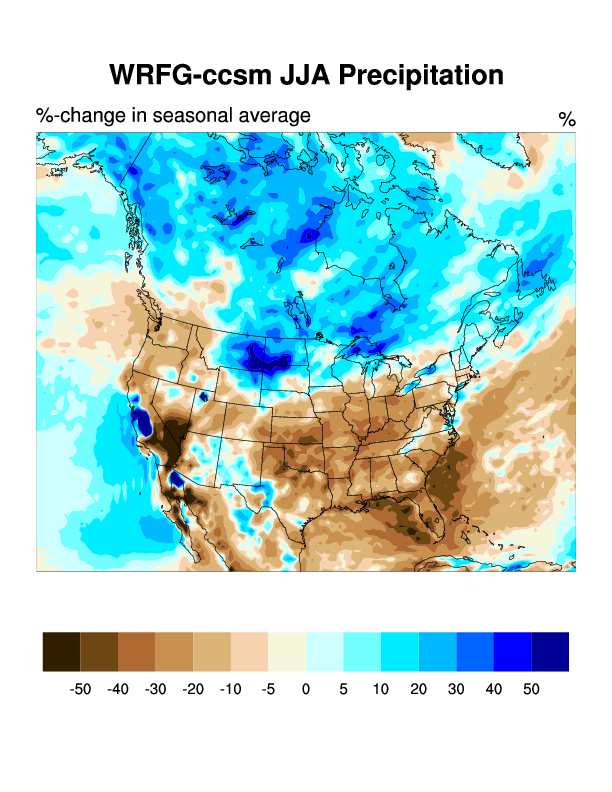 WRFG-ccsm JJA Precipitation
%-change in seasonal average %
-50 -40 -30 -20 -10 -5 0 5 10 20 30 40 50